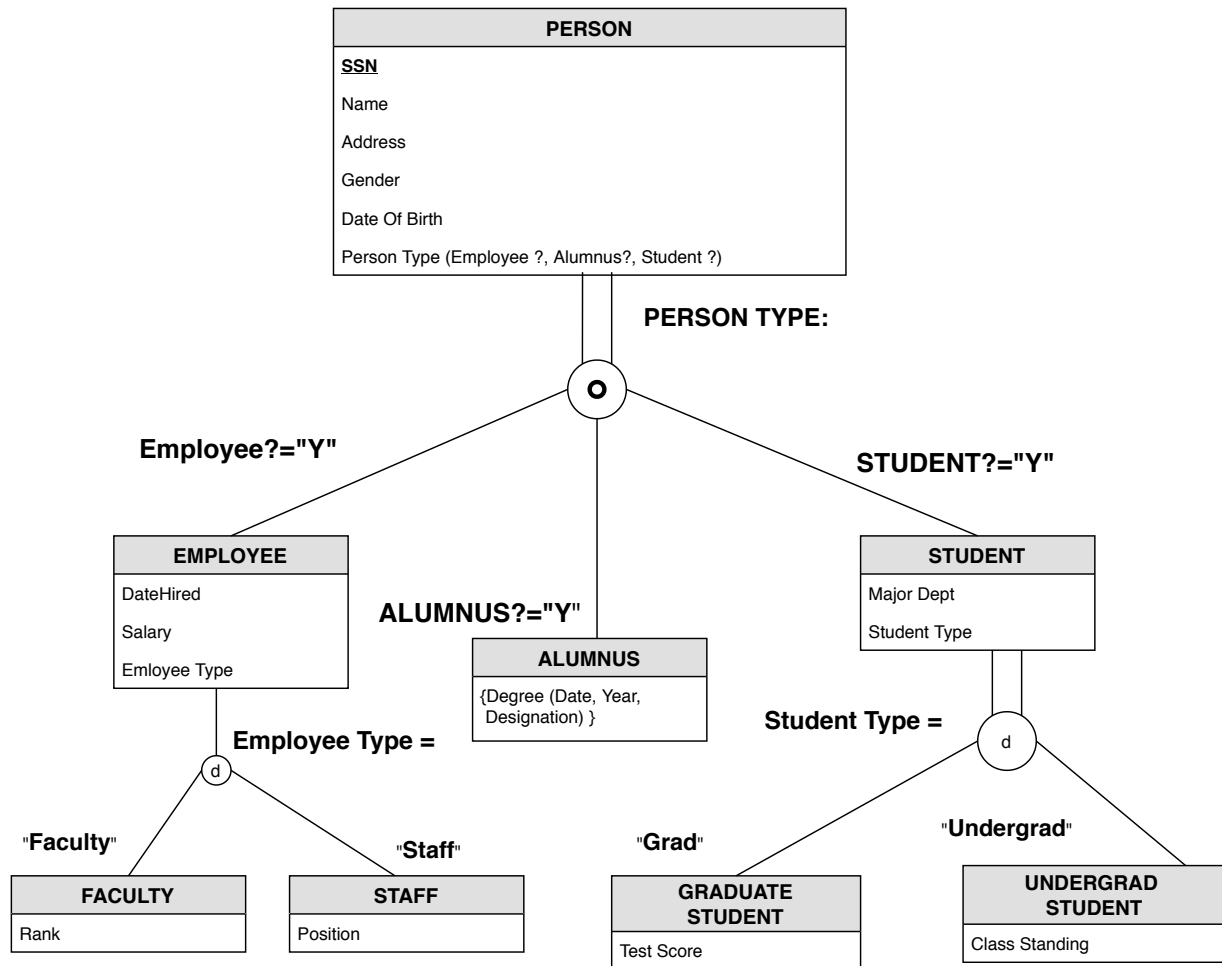 PERSON
SSN
Name
Address
Gender
Date Of Birth
Person Type (Employee ?, Alumnus?, Student ?)
PERSON TYPE:
O
Employee?="Y"
STUDENT?="Y"
EMPLOYEE
DateHired
Salary
Emloyee Type
ALUMNUS?="Y"
ALUMNUS
{Degree (Date, Year,
Designation) }
STUDENT
Major Dept
Student Type
Employee Type =
d
Student Type =
d
"Faculty"
"Staff"
"Grad"
"Undergrad"
FACULTY
Rank
STAFF
Position
GRADUATE
STUDENT
Test Score
UNDERGRAD
STUDENT
Class Standing